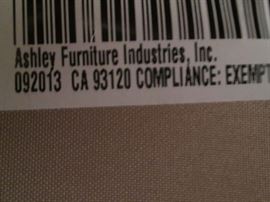 Ashley Furniture Industries, Inc.
092013 CA 93120 COMPLIANCE: EXEMPT